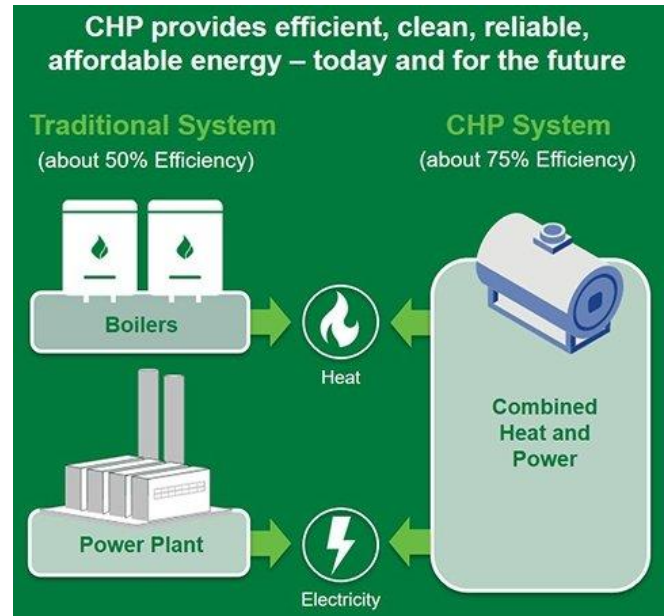 CHP provides efficient, clean, reliable,
affordable energy – today and for the future
Traditional System
(about 50% Efficiency)
CHP System
(about 75% Efficiency)
Boilers
Heat
Combined
Heat and
Power
Power Plant
Electricity